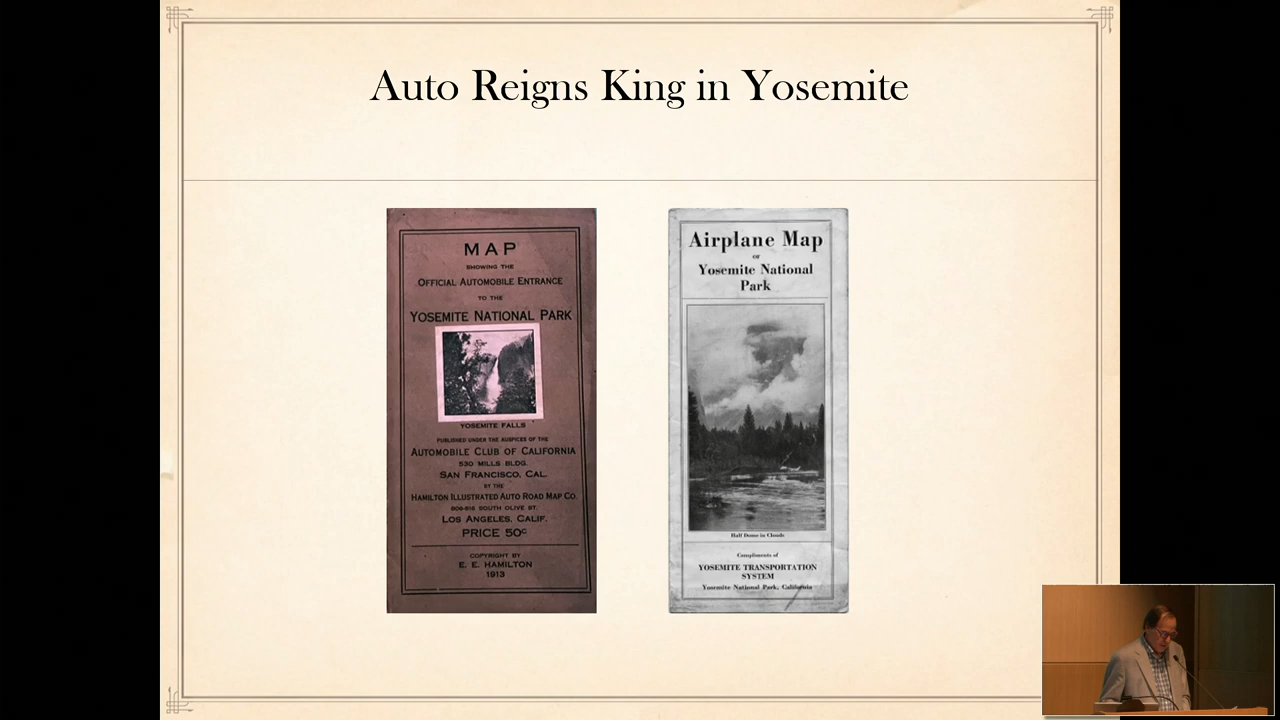 Auto Reigns King in Yosemite
MAP
SHOWING THE
OFFICIAL AUTOMOBILE ENTRANCE
TO THE
YOSEMITE NATIONAL PARK
YOSEMITE FALLS
PUBLISHED UNDER THE AUSPICES OF THE
AUTOMOBILE CLUB OF CALIFORNIA
530 MILLS BLDG.
SAN FRANCISCO, CAL.
BY THE
HAMILTON ILLUSTRATED AUTO ROAD MAP CO.
SOUTH OLIVE ST.
LOS ANGELES, CALIF.
PRICE 50¢
COPYRIGHT BY
E. E. HAMILTON
1913
Airplane Map
of
Yosemite National
Park
Half Dome in Clouds
Compliments of
YOSEMITE TRANSPORTATION
SYSTEM
Yosemite National Park, California